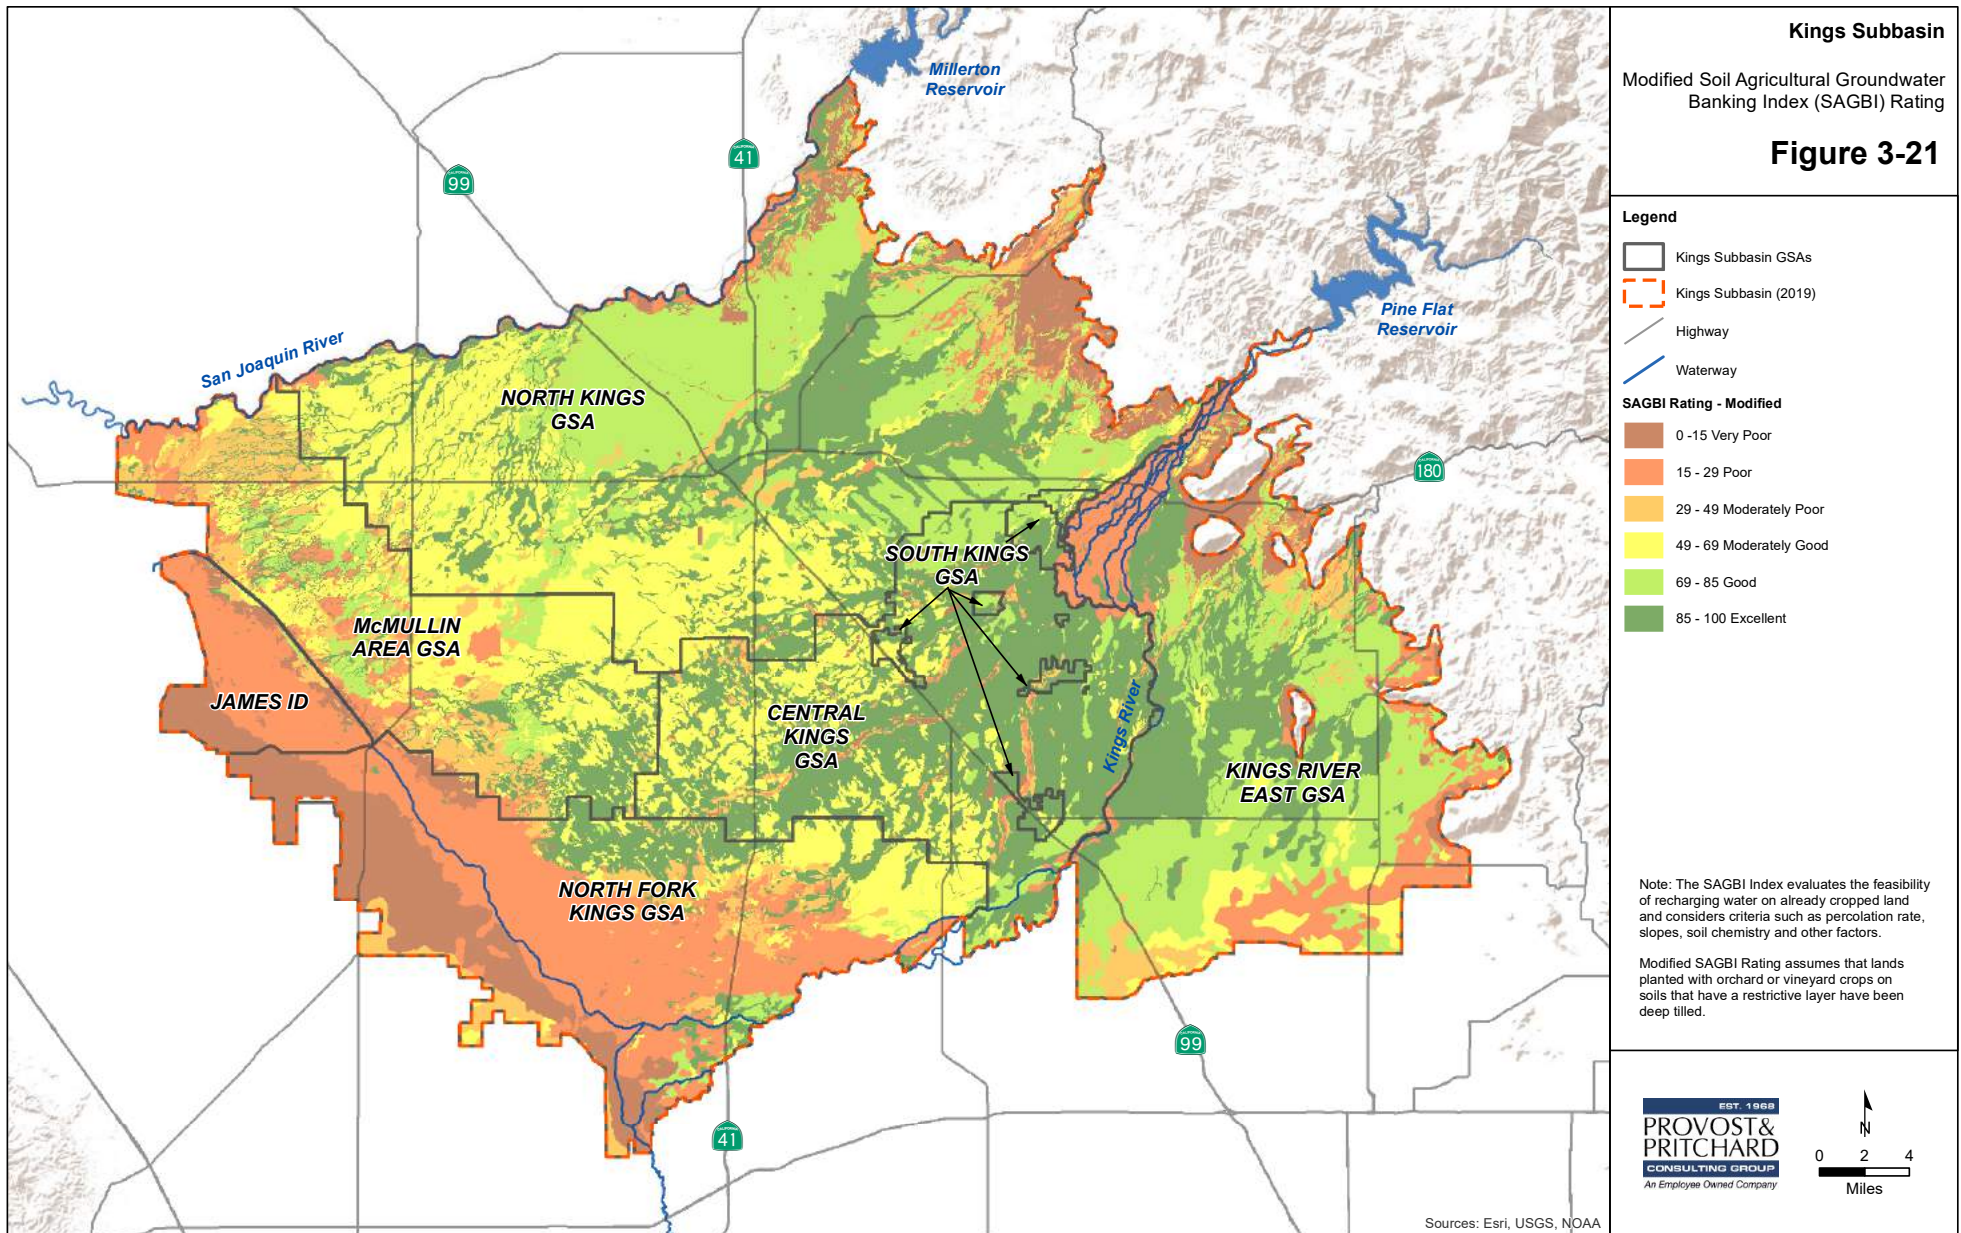 Kings Subbasin
Modified Soil Agricultural Groundwater
Banking Index (SAGBI) Rating
Figure 3-21
Legend
Kings Subbasin GSAs
Kings Subbasin (2019)
Highway
Waterway
SAGBI Rating - Modified
0 -15 Very Poor
15 - 29 Poor
29 - 49 Moderately Poor
49 - 69 Moderately Good
69 - 85 Good
85 - 100 Excellent
Note: The SAGBI Index evaluates the feasibility
of recharging water on already cropped land
and considers criteria such as percolation rate,
slopes, soil chemistry and other factors.
Modified SAGBI Rating assumes that lands
planted with orchard or vineyard crops on
soils that have a restrictive layer have been
deep tilled.
EST. 1968
PROVOST&
PRITCHARD
CONSULTING GROUP
An Employee Owned Company
N
0 2 4
Miles
Millerton
Reservoir
CALIFORNIA
41
CALIFORNIA
99
Pine Flat
Reservoir
San Joaquin River
NORTH KINGS
GSA
CALIFORNIA
180
SOUTH KINGS
GSA
McMULLIN
AREA GSA
JAMES ID
CENTRAL
KINGS
GSA
Kings River
KINGS RIVER
EAST GSA
NORTH FORK
KINGS GSA
CALIFORNIA
99
CALIFORNIA
41
Sources: Esri, USGS, NOAA